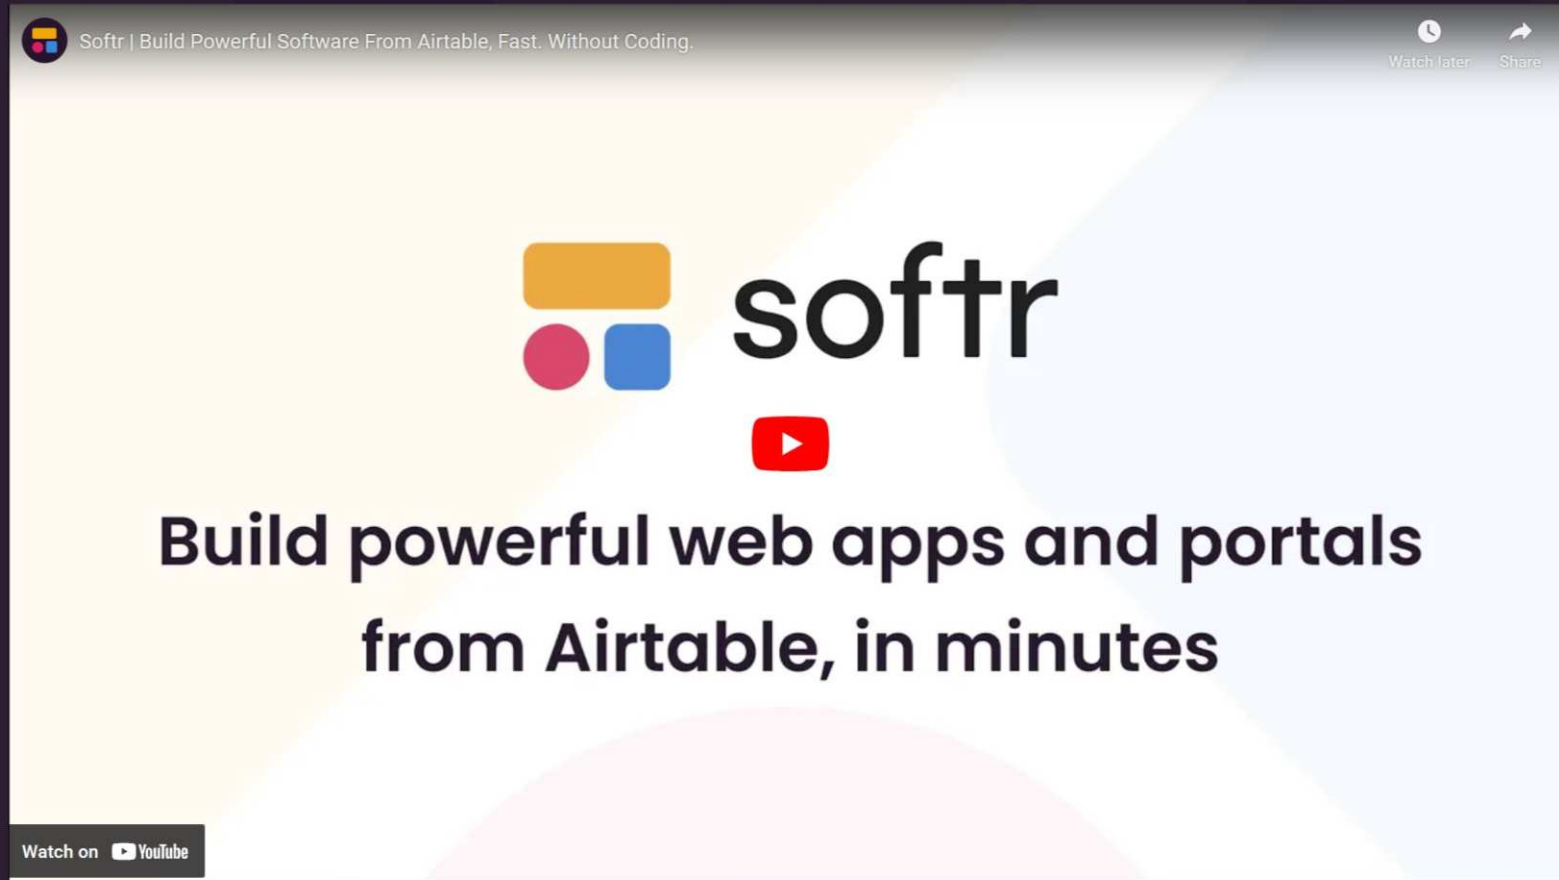 Softr | Build Powerful Software From Airtable, Fast. Without Coding.
Watch later
Share
softr
Build powerful web apps and portals
from Airtable, in minutes
Watch on YouTube